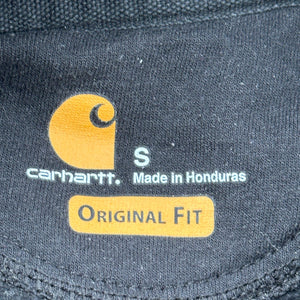 S
carhartt. Made in Honduras
ORIGINAL FIT